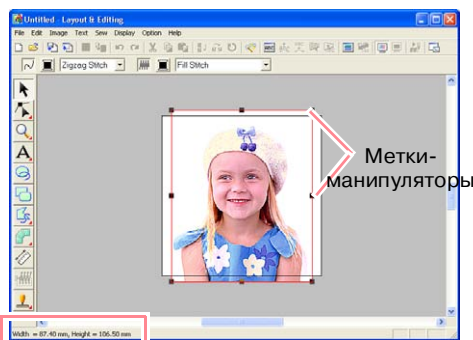 Untitled - Layout & Editing
File Edit Image Text Sew Display Option Help
Zigzag Stitch Fill Stitch
A
Метки-
манипуляторы
Width = 87.40 mm, Height = 106.50 mm